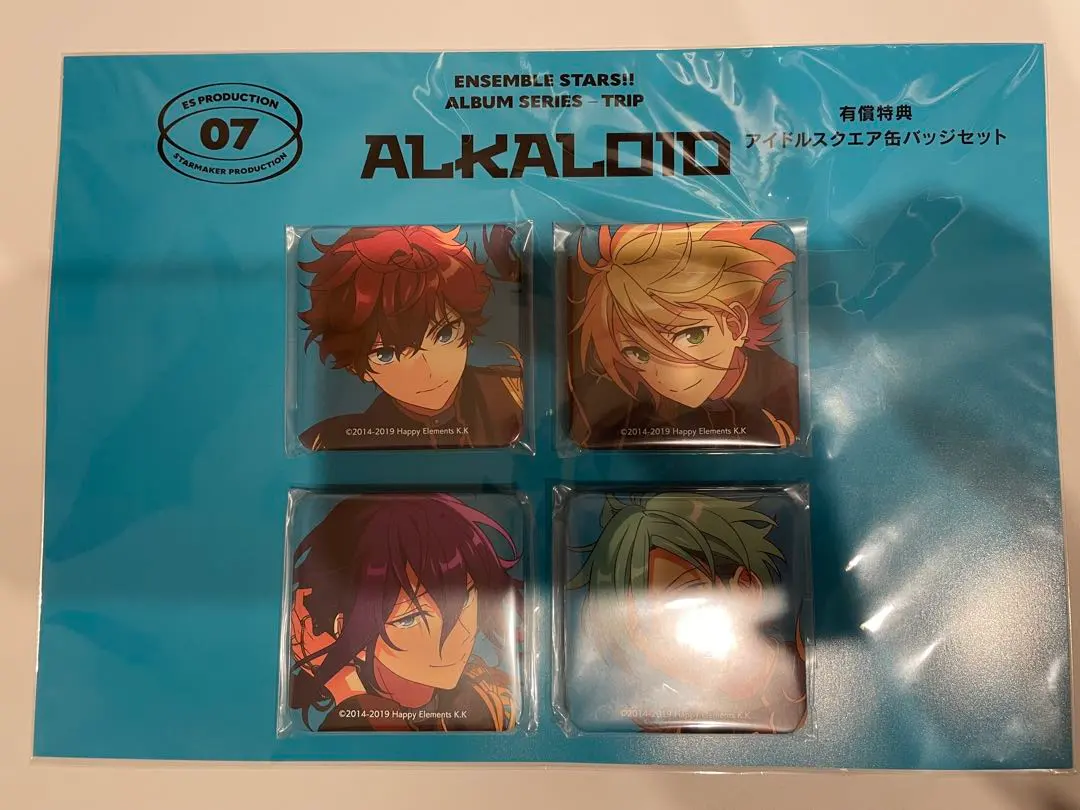 ES PRODUCTION
07
STARMAKER PRODUCTION
ENSEMBLE STARS!!
ALBUM SERIES – TRIP
ALKALOID
有償特典
アイドルスクエア缶バッジセット
©2014-2019 Happy Elements K.K
©2014-2019 Happy Elements K.K
©2014-2019 Happy Elements K.K
©2014-2019 Happy Elements K.K